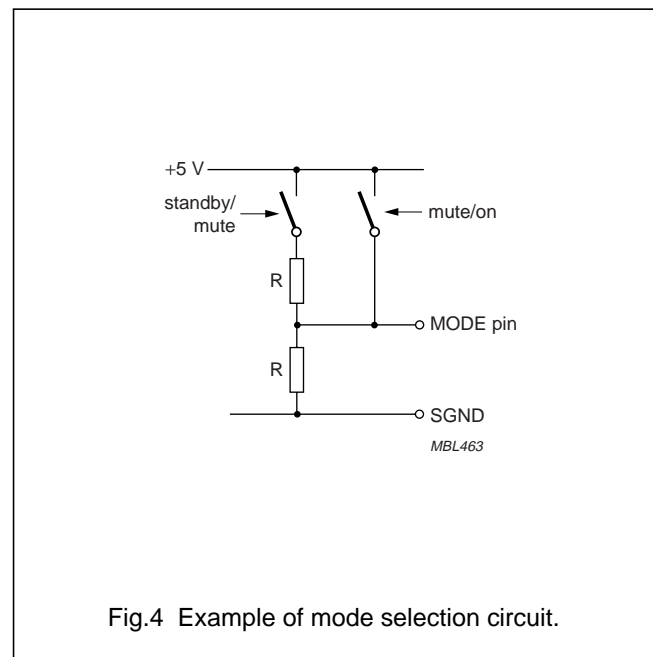 +5 V
standby/
mute
mute/on
R
MODE pin
R
SGND
MBL463
Fig.4 Example of mode selection circuit.